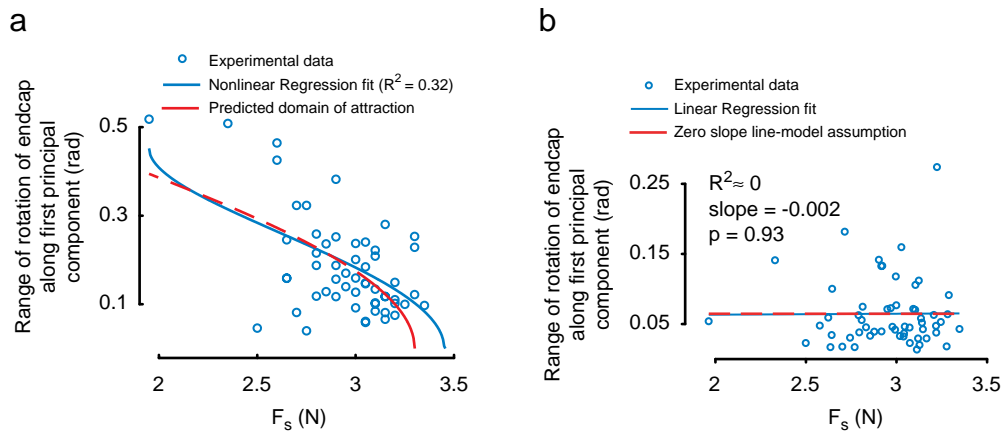 a
Experimental data
Nonlinear Regression fit (R² = 0.32)
Predicted domain of attraction
Range of rotation of endcap
along first principal
component (rad)
0.5
0.3
0.1
2
2.5
3
3.5
Fₛ (N)
b
Experimental data
Linear Regression fit
Zero slope line-model assumption
Range of rotation of endcap
along first principal
component (rad)
R²≈ 0
slope = -0.002
p = 0.93
0.25
0.15
0.05
2
2.5
3
3.5
Fₛ (N)